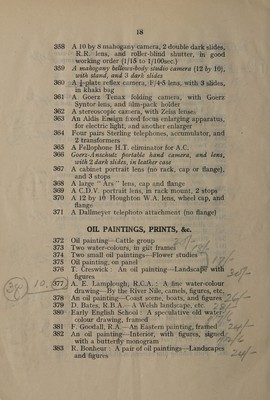 18
358 A 10 by 8 mahogany camera, 2 double dark slides,
R.R. lens, and roller-blind shutter, in good
working order (1/15 to 1/100sec.)
359 A mahogany bellows-body studio camera (12 by 10),
with stand, and 3 dark slides
360 A ¼-plate reflex camera, F/4·5 lens, with 3 slides,
in khaki bag
361 A Goerz Tenax folding camera, with Goerz
Syntor lens, and film-pack holder
362 A stereoscopic camera, with Zeiss lenses
363 An Aldis Ensign fixed focus enlarging apparatus,
for electric light, and another enlarger
364 Four pairs Sterling telephones, accumulator, and
2 transformers
365 A Fellophone H.T. eliminator for A.C.
366 Goerz-Anschutz portable hand camera, and lens,
with 2 dark slides, in leather case
367 A cabinet portrait lens (no rack, cap or flange),
and 3 stops
368 A large "Ars" lens, cap and flange
369 A C.D.V. portrait lens, in rack mount, 2 stops
370 A 12 by 10 Houghton W.A. lens, wheel cap, and
flange
371 A Dallmeyer telephoto attachment (no flange)
OIL PAINTINGS, PRINTS, &c.
372 Oil painting—Cattle group
373 Two water-colours, in gilt frames
374 Two small oil paintings—Flower studies
375 Oil painting, on panel
376 T. Creswick: An oil painting—Landscape with
figures
377 A. E. Lamplough, R.C.A.: A fine water-colour
drawing—By the River Nile, camels, figures, etc.
378 An oil painting—Coast scene, boats, and figures
379 D. Bates, R.B.A.—A Welsh landscape, etc.
380 Early English School: A speculative old water-
colour drawing, framed
381 F. Goodall, R.A.—An Eastern painting, framed
382 An oil painting—Interior, with figures, signed
with a butterfly monogram
383 R. Bonheur: A pair of oil paintings—Landscapes
and figures